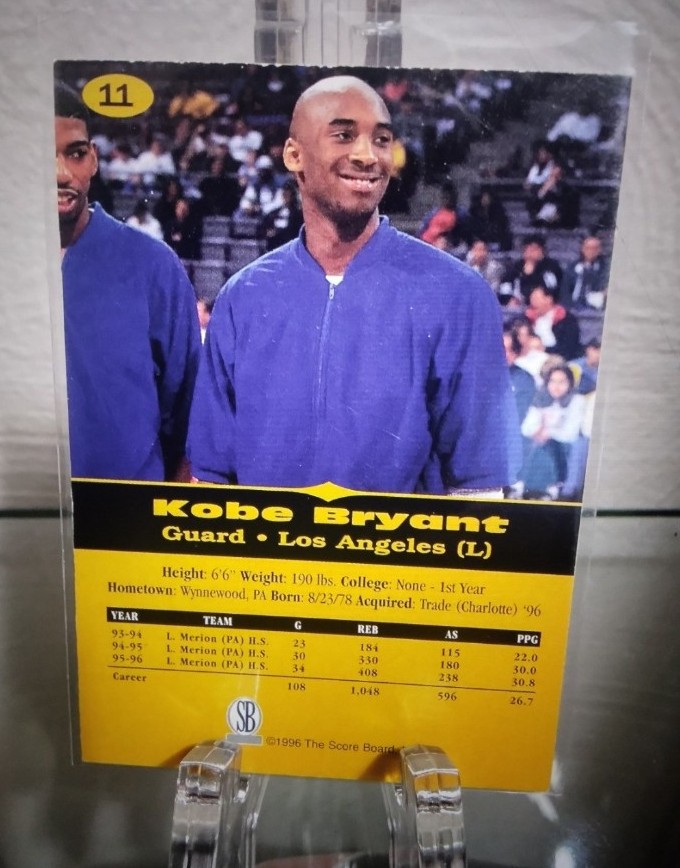 11
Kobe Bryant
Guard • Los Angeles (L)
Height: 6'6" Weight: 190 lbs. College: None - 1st Year
Hometown: Wynnewood, PA Born: 8/23/78 Acquired: Trade (Charlotte) '96
YEAR TEAM G REB AS PPG
93-94 L. Merion (PA) H.S. 23 184 115 22.0
94-95 L. Merion (PA) H.S. 30 330 180 30.0
95-96 L. Merion (PA) H.S. 34 408 238 30.8
Career 108 1,048 596 26.7
SB
©1996 The Score Board